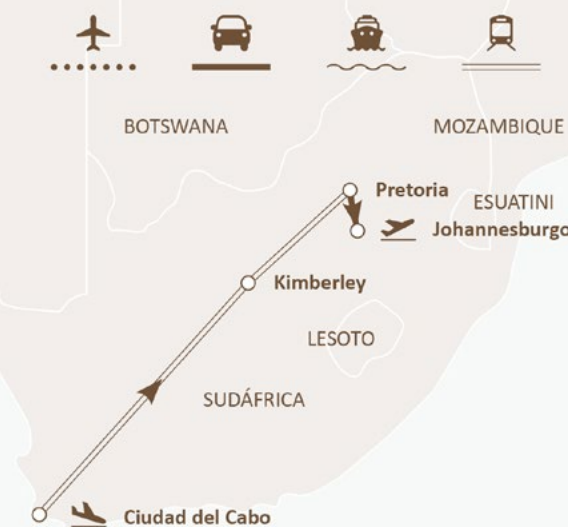 BOTSWANA
MOZAMBIQUE
Pretoria
ESUATINI
Johannesburgo
Kimberley
LESOTO
SUDÁFRICA
Ciudad del Cabo